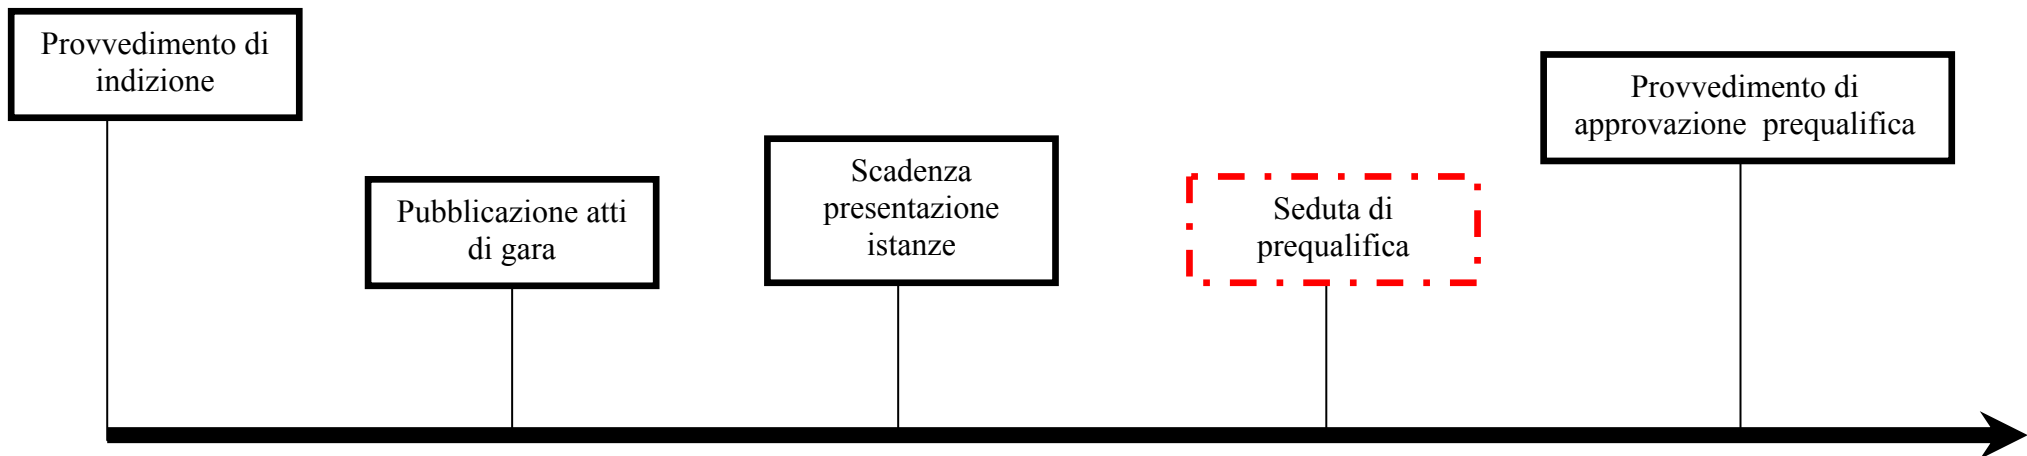 Provvedimento di
indizione
Pubblicazione atti
di gara
Scadenza
presentazione
istanze
Seduta di
prequalifica
Provvedimento di
approvazione  prequalifica